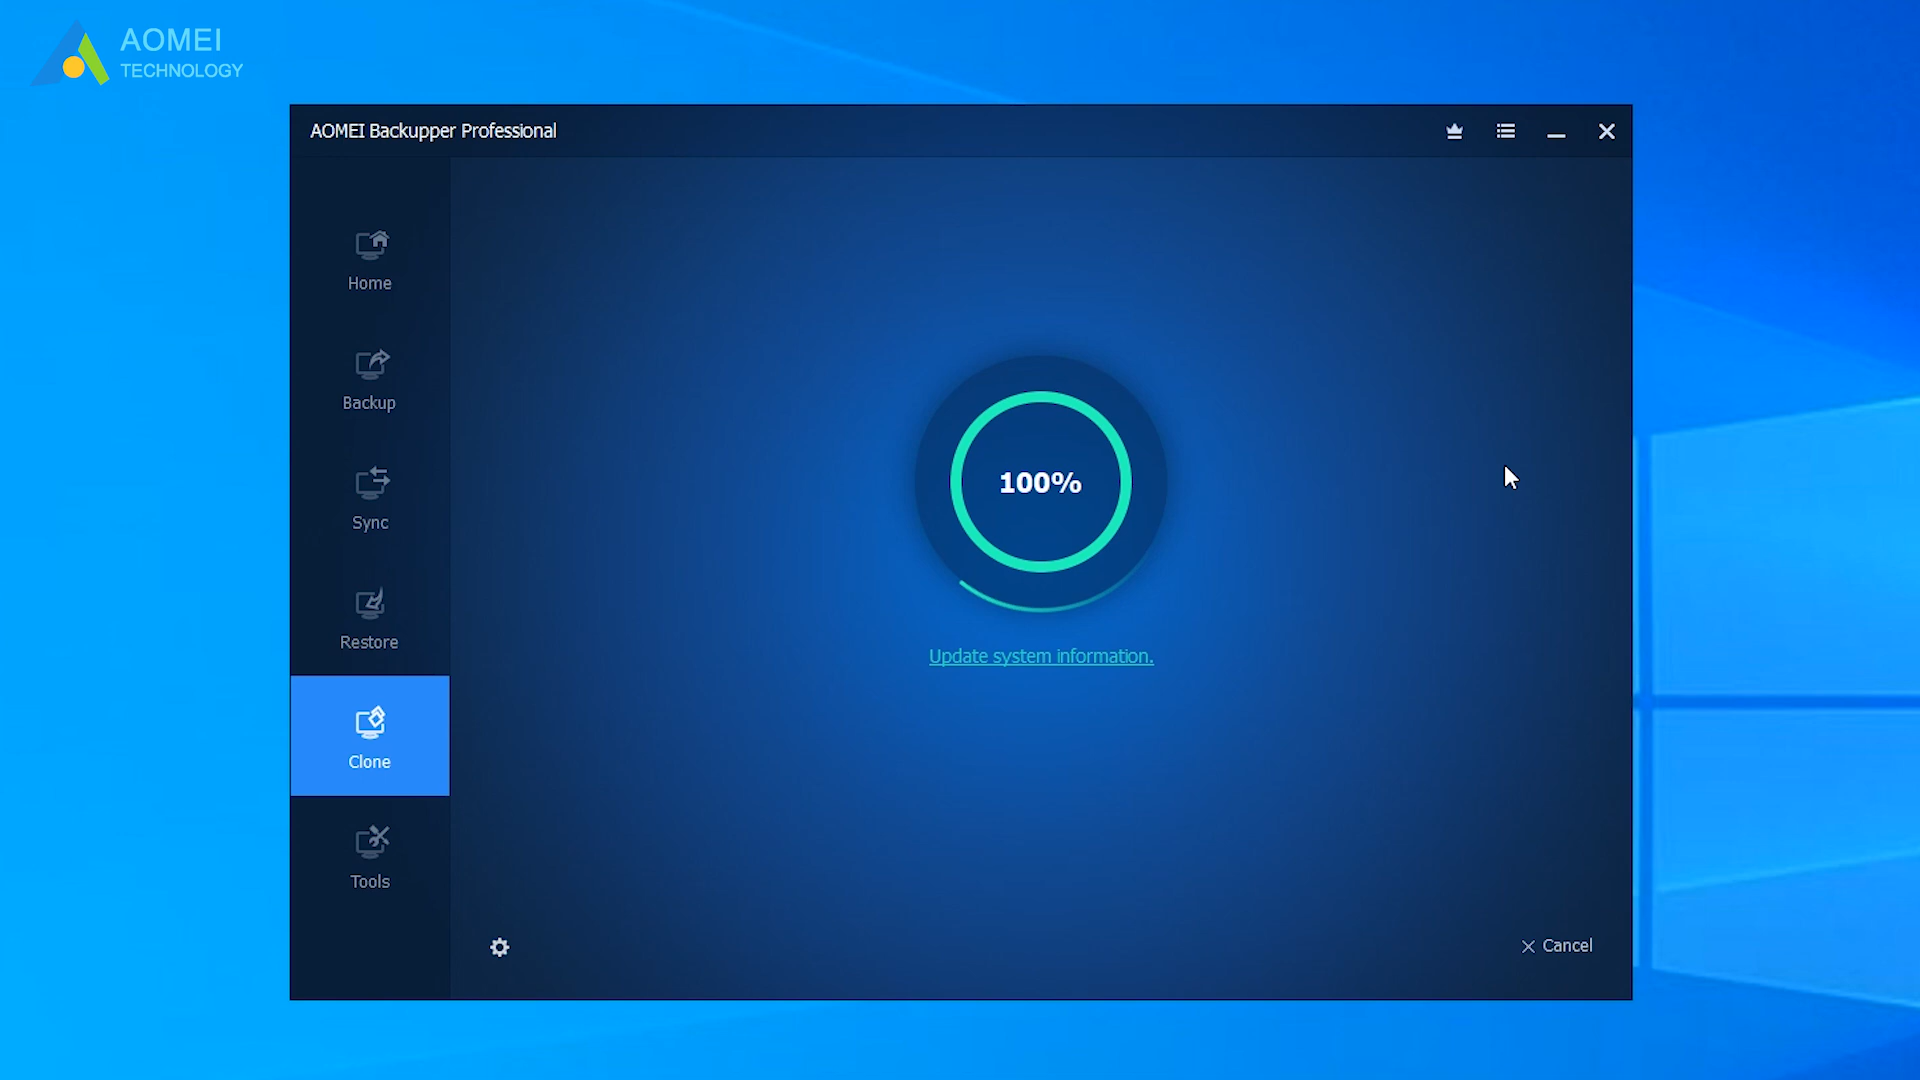 AOMEI
TECHNOLOGY
AOMEI Backupper Professional
Home
Backup
Sync
Restore
Clone
Tools
100%
Update system information.
Cancel